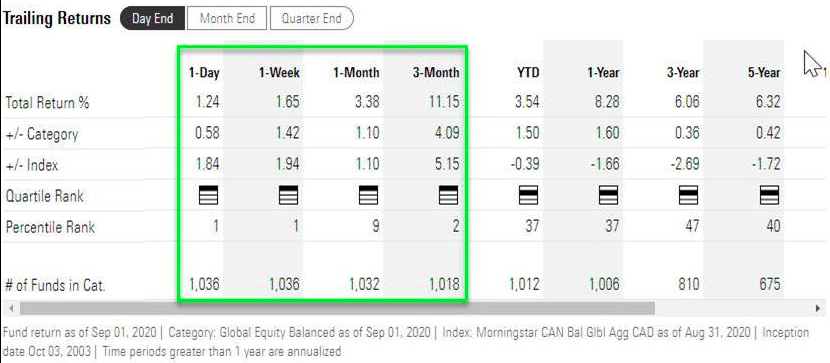 Trailing Returns Day End Month End Quarter End
1-Day 1-Week 1-Month 3-Month YTD 1-Year 3-Year 5-Year 1
Total Return % 1.24 1.65 3.38 11.15 3.54 8.28 6.06 6.32
+/- Category 0.58 1.42 1.10 4.09 1.50 1.60 0.36 0.42
+/- Index 1.84 1.94 1.10 5.15 -0.39 -1.66 -2.69 -1.72
Quartile Rank
Percentile Rank 1 1 9 2 37 37 47 40
# of Funds in Cat. 1,036 1,036 1,032 1,018 1,012 1,006 810 675
Fund return as of Sep 01, 2020 | Category: Global Equity Balanced as of Sep 01, 2020 | Index: Morningstar CAN Bal Glbl Agg CAD as of Aug 31, 2020 | Inception
date Oct 03, 2003 | Time periods greater than 1 year are annualized